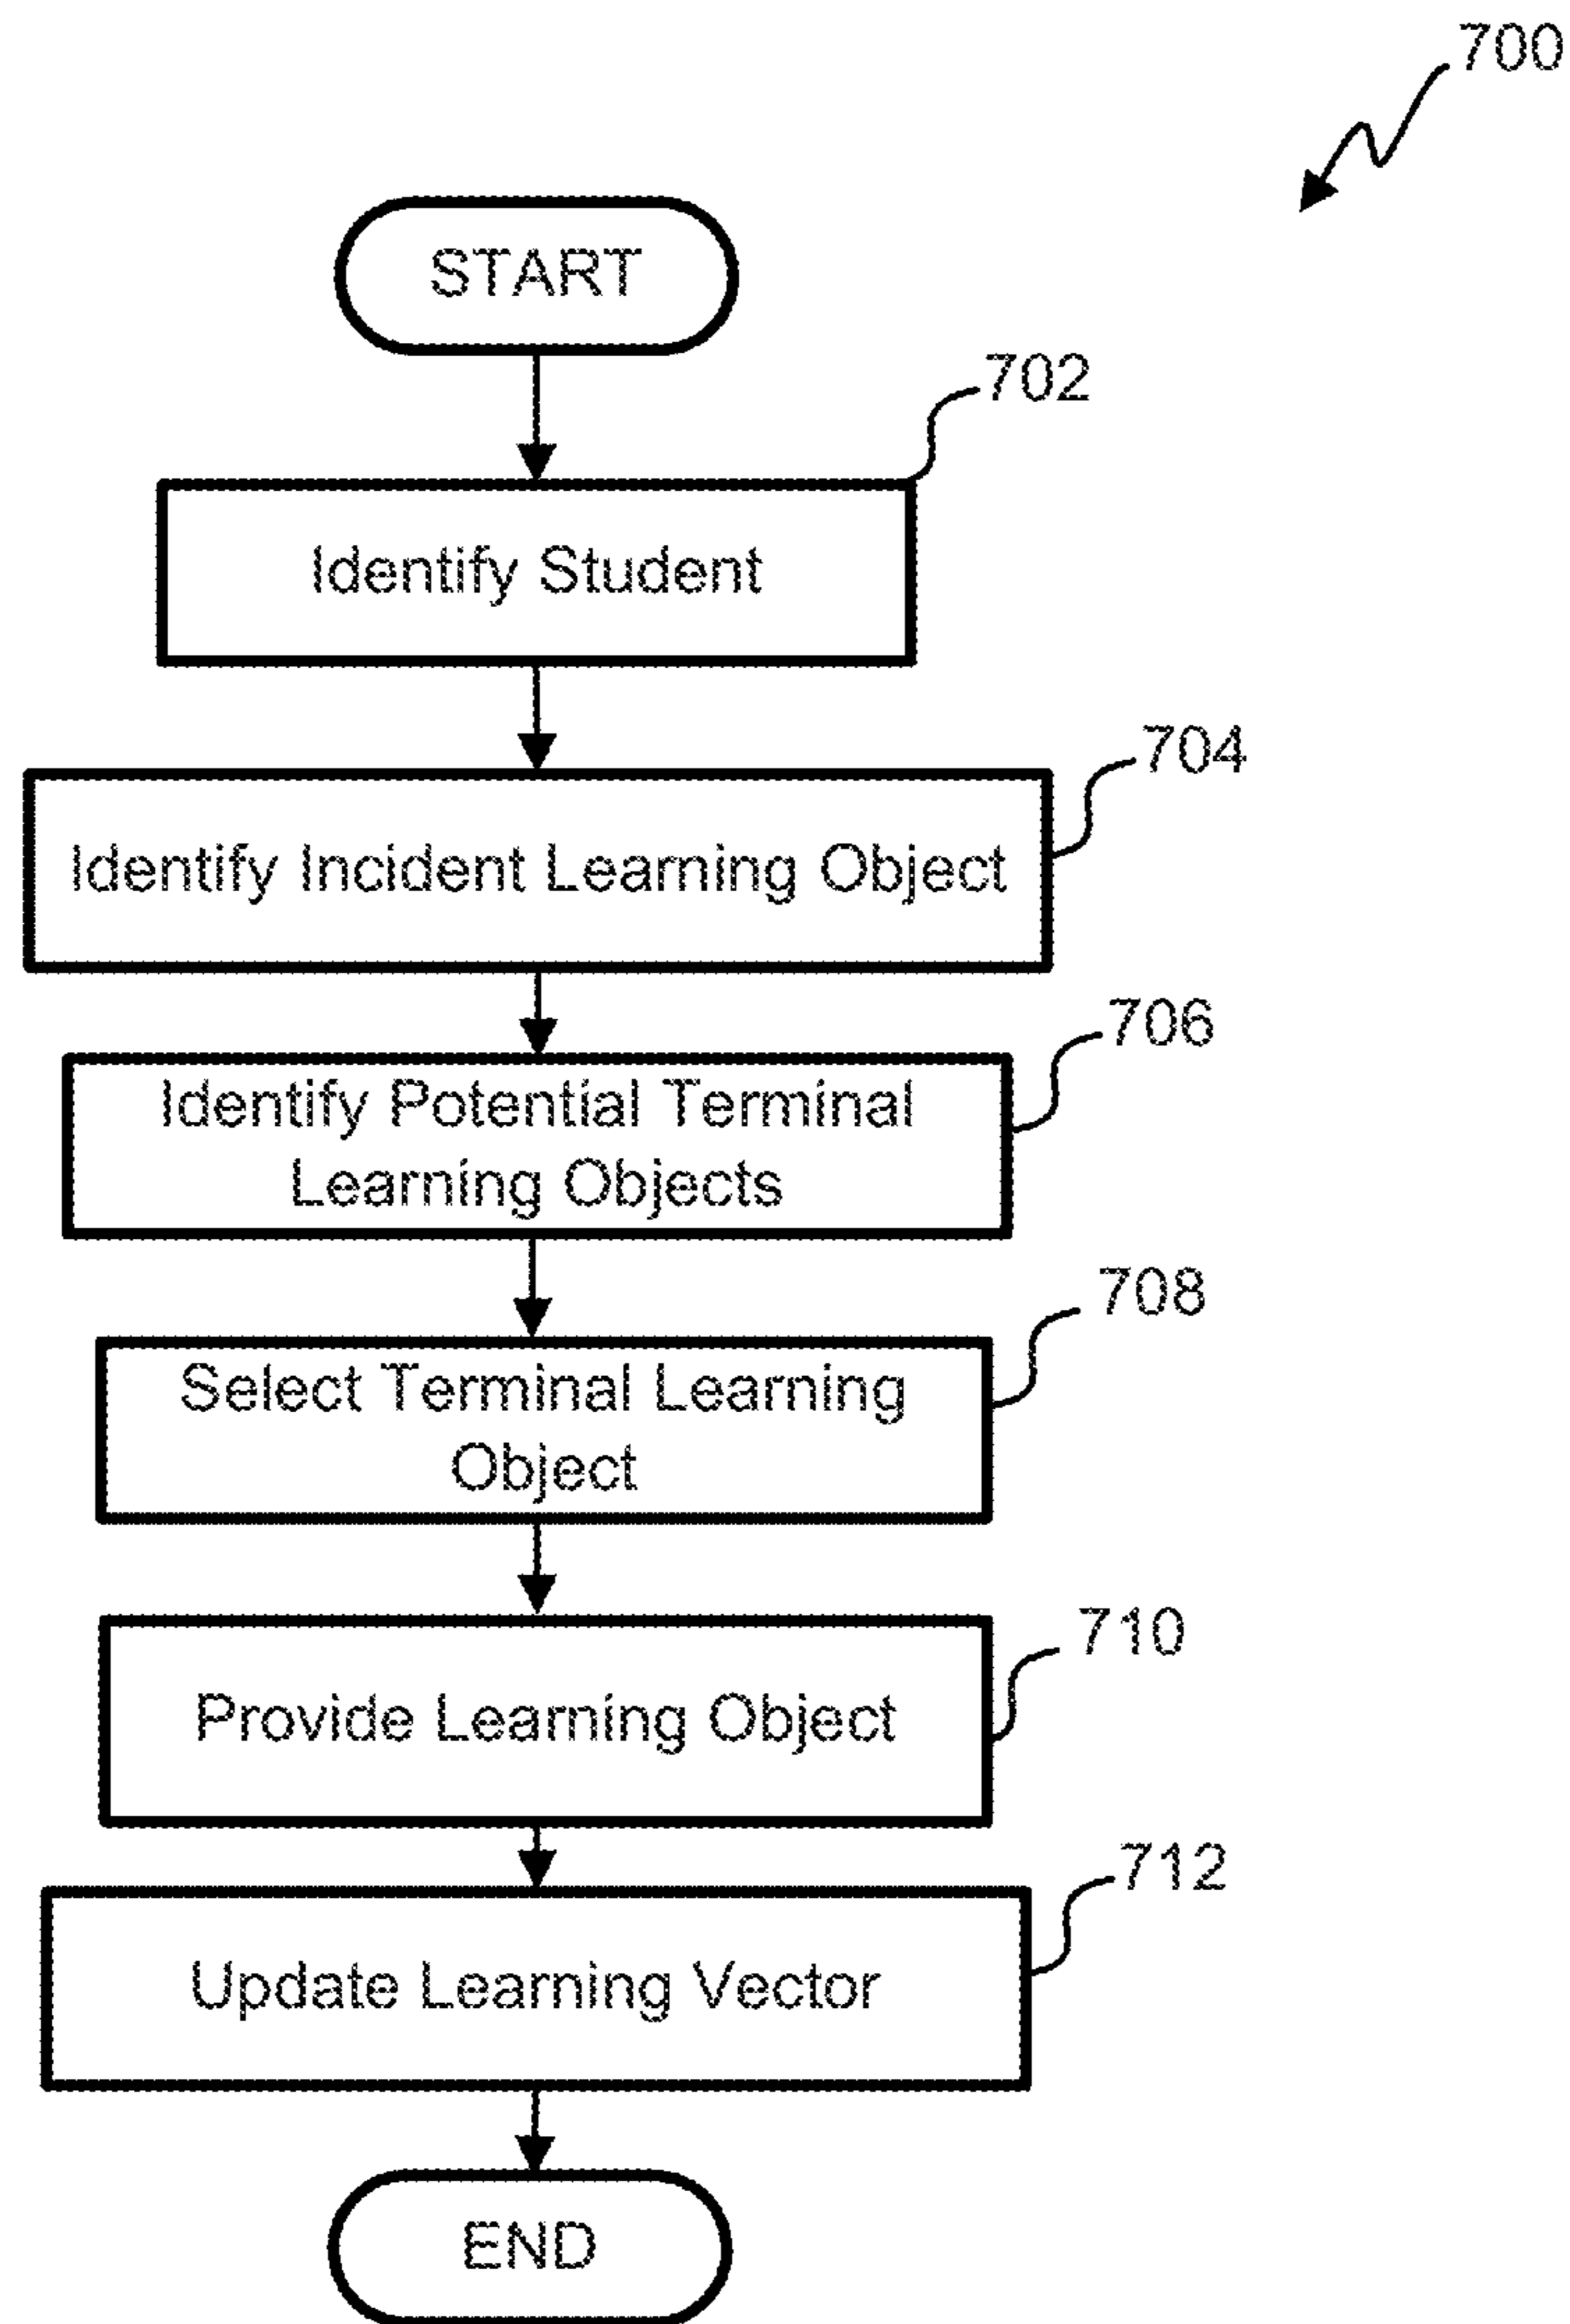 700
START
702
Identify Student
704
Identify Incident Learning Object
706
Identify Potential Terminal
Learning Objects
708
Select Terminal Learning
Object
710
Provide Learning Object
712
Update Learning Vector
END